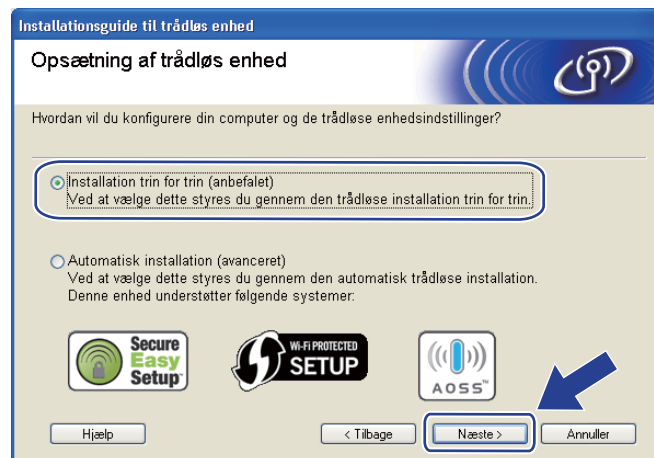 Installationsguide til trådløs enhed
Opsætning af trådløs enhed
Hvordan vil du konfigurere din computer og de trådløse enhedsindstillinger?
Installation trin for trin (anbefalet)
Ved at vælge dette styres du gennem den trådløse installation trin for trin.
Automatisk installation (avanceret)
Ved at vælge dette styres du gennem den automatisk trådløse installation.
Denne enhed understøtter følgende systemer:
Secure
Easy
Setup™
Wi-Fi PROTECTED
SETUP
AOSS™
Hjælp
< Tilbage
Næste >
Annuller